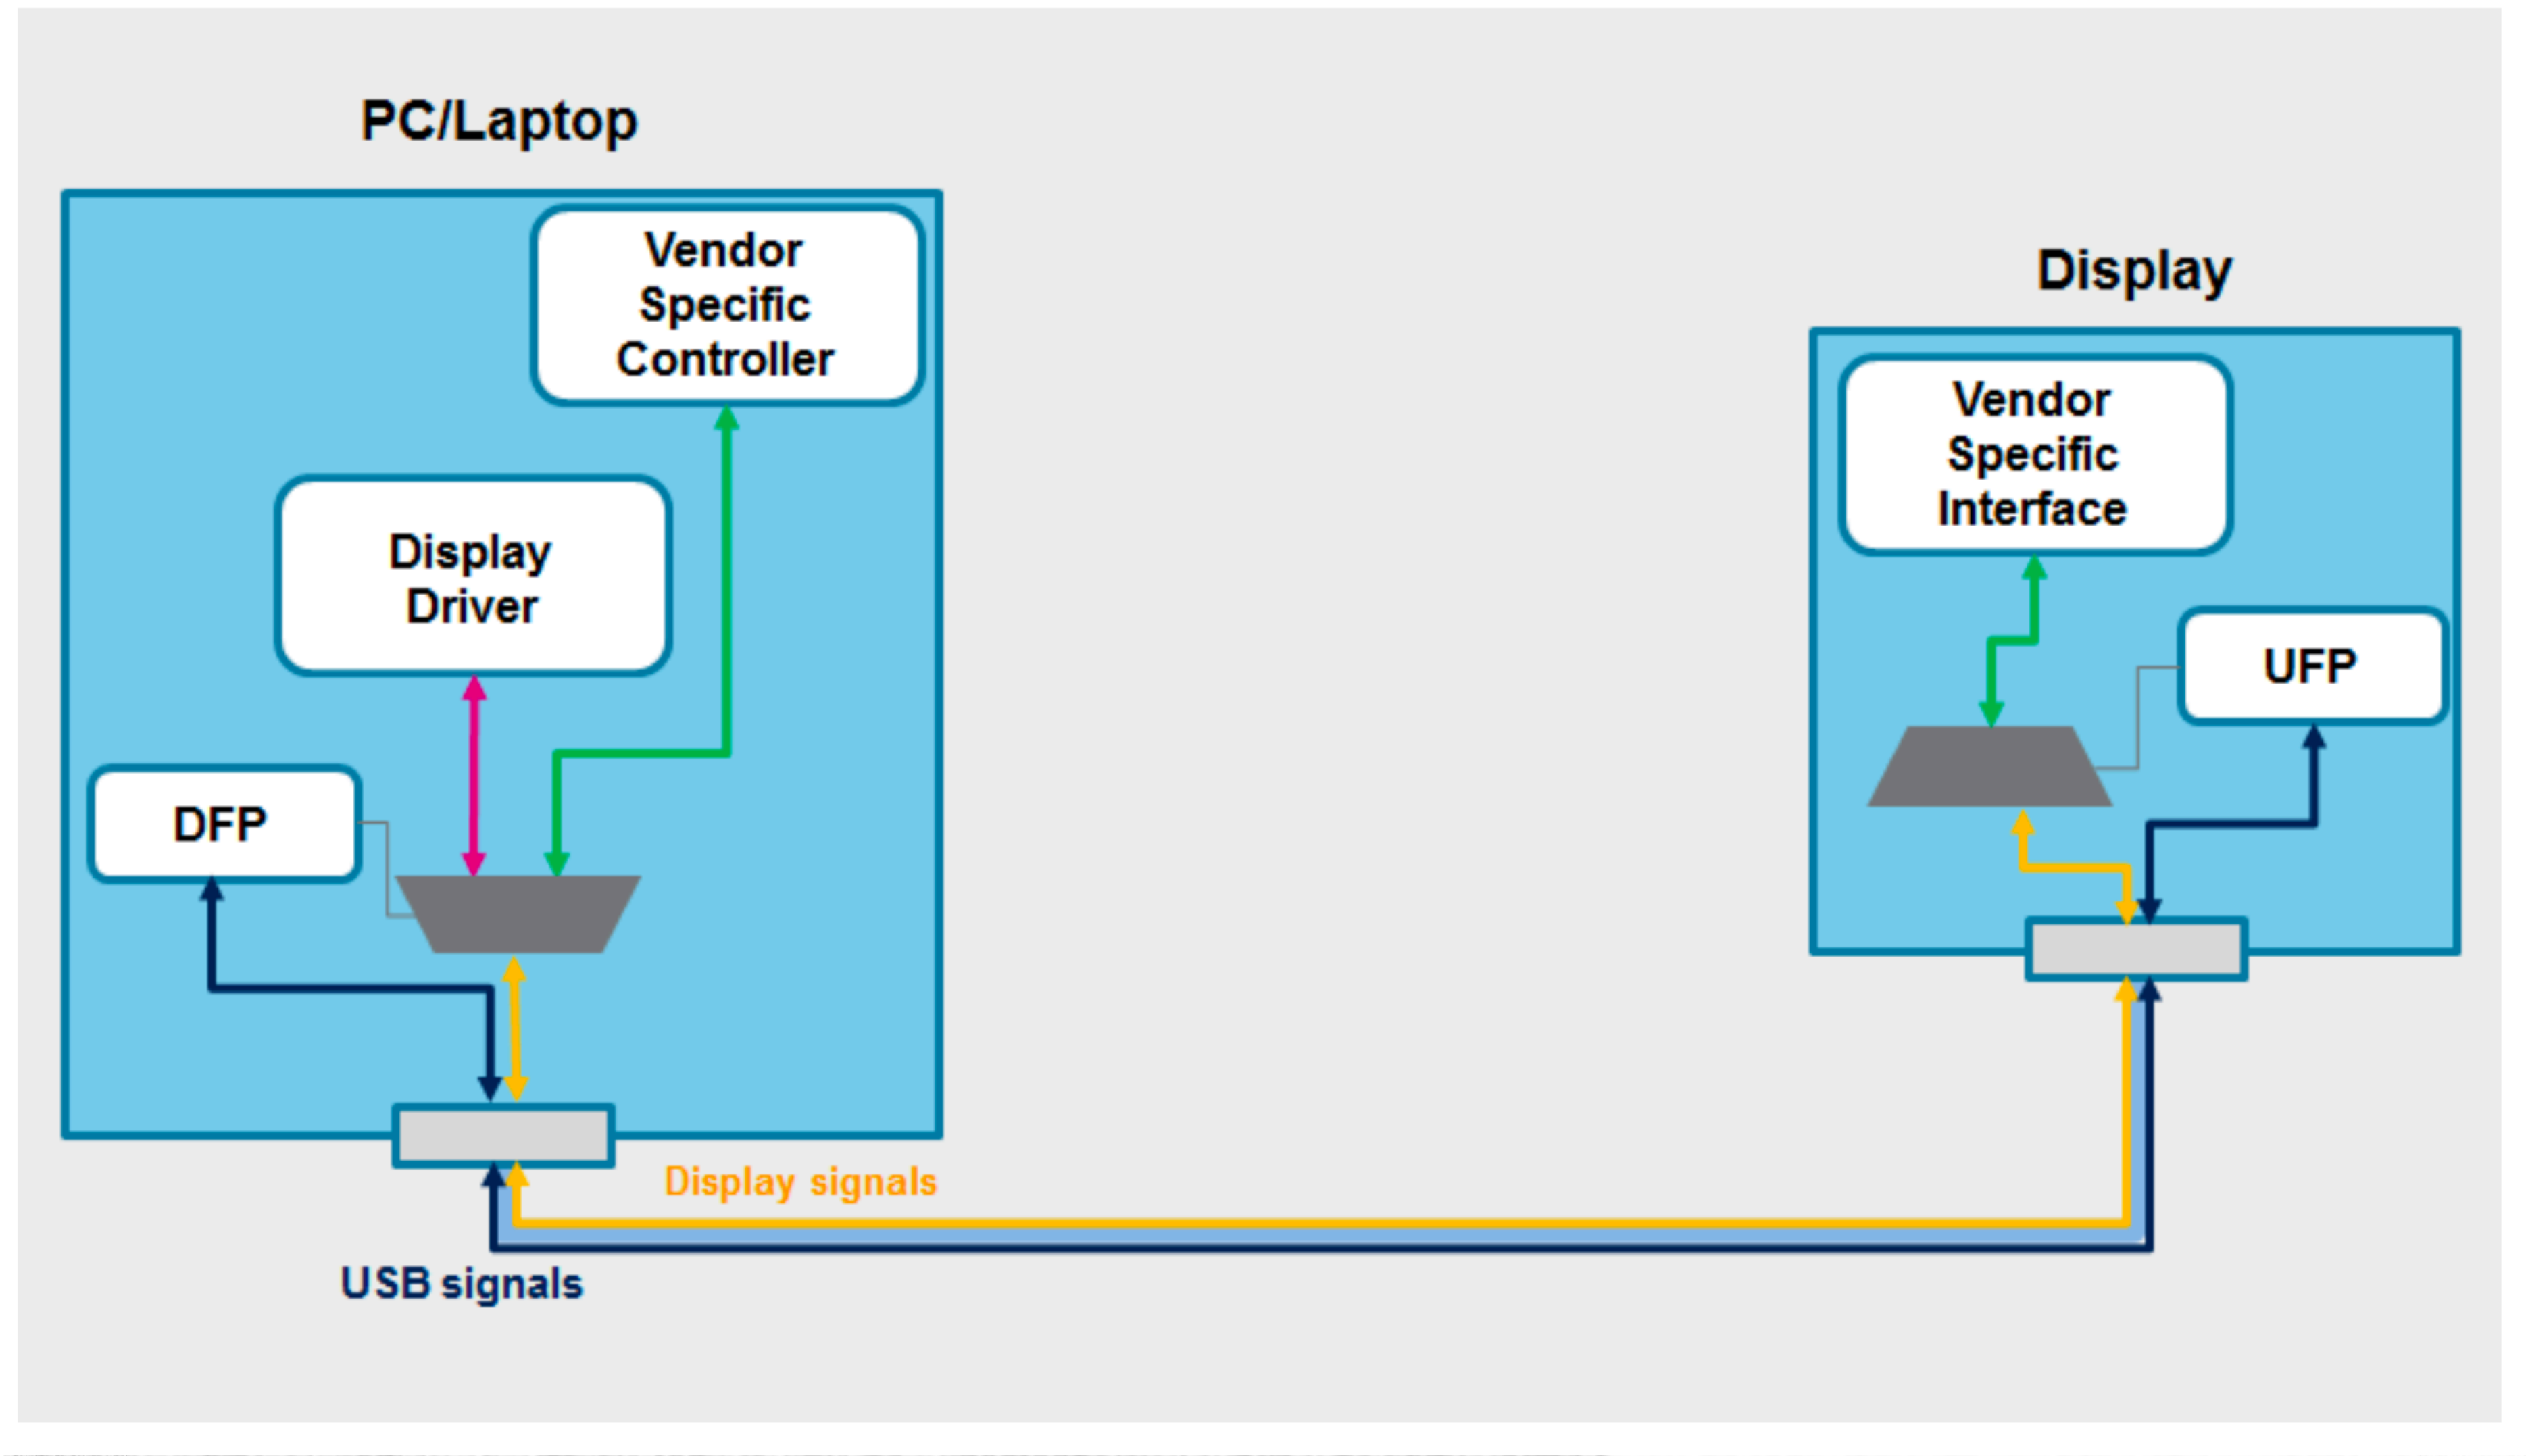 PC/Laptop
Vendor
Specific
Controller
Display
Driver
DFP
Display
Vendor
Specific
Interface
UFP
Display signals
USB signals